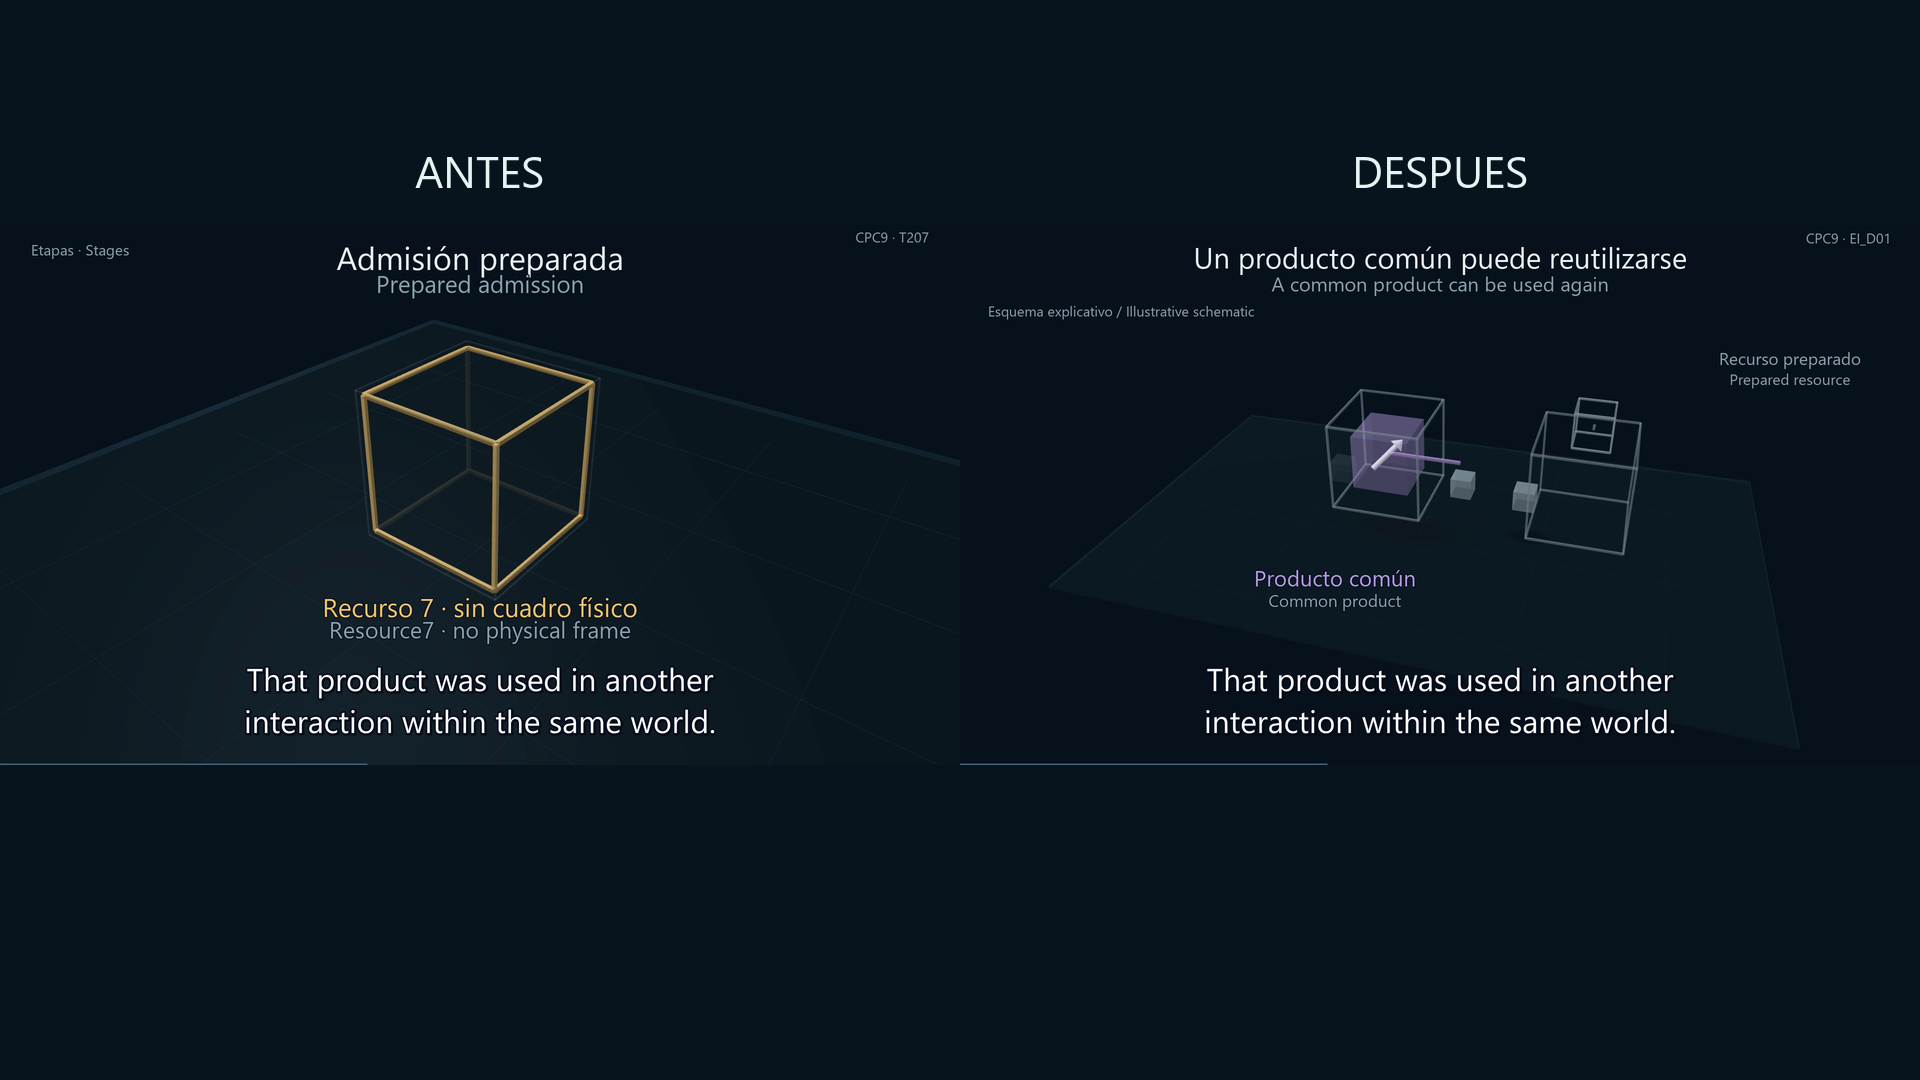 ANTES
Etapas · Stages
CPC9 · T207
Admisión preparada
Prepared admission
Recurso 7 · sin cuadro físico
Resource7 · no physical frame
That product was used in another
interaction within the same world.
DESPUES
CPC9 · EI_D01
Un producto común puede reutilizarse
A common product can be used again
Esquema explicativo / Illustrative schematic
Recurso preparado
Prepared resource
Producto común
Common product
That product was used in another
interaction within the same world.